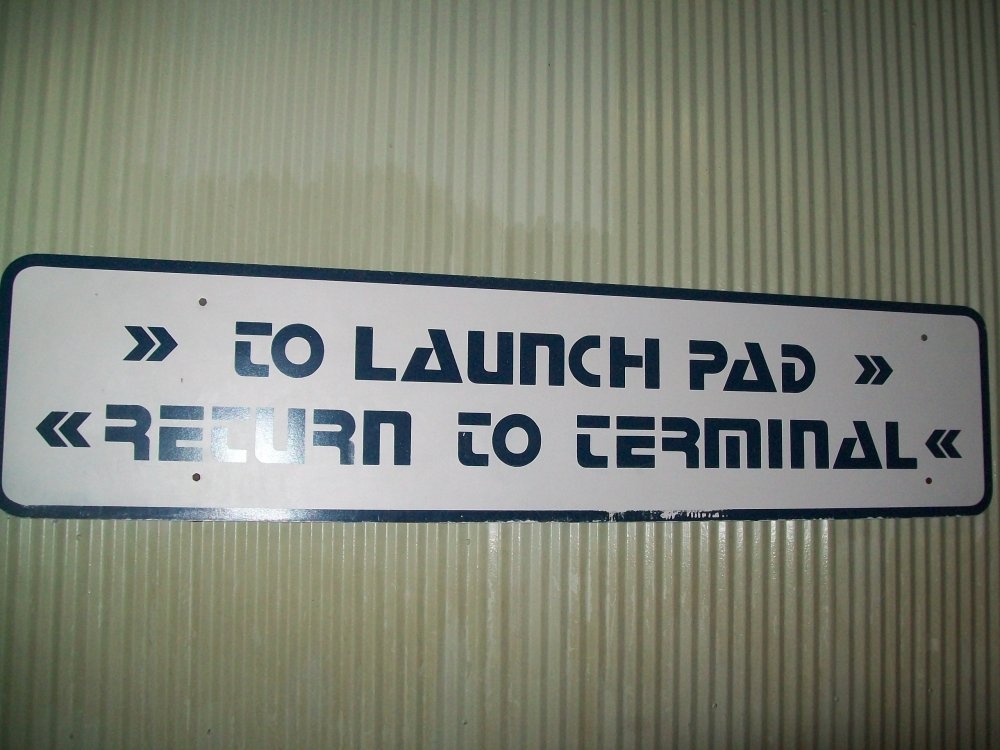 » TO LAUNCH PAD »
« RETURN TO TERMINAL «